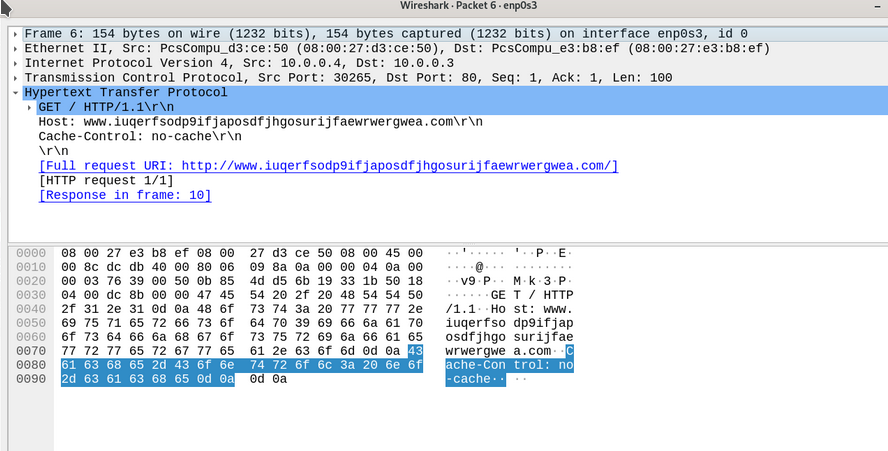 Wireshark · Packet 6 · enp0s3
Frame 6: 154 bytes on wire (1232 bits), 154 bytes captured (1232 bits) on interface enp0s3, id 0
Ethernet II, Src: PcsCompu_d3:ce:50 (08:00:27:d3:ce:50), Dst: PcsCompu_e3:b8:ef (08:00:27:e3:b8:ef)
Internet Protocol Version 4, Src: 10.0.0.4, Dst: 10.0.0.3
Transmission Control Protocol, Src Port: 30265, Dst Port: 80, Seq: 1, Ack: 1, Len: 100
Hypertext Transfer Protocol
GET / HTTP/1.1\r\n
Host: www.iuqerfsodp9ifjaposdfjhgosurijfaewrwergwea.com\r\n
Cache-Control: no-cache\r\n
\r\n
[Full request URI: http://www.iuqerfsodp9ifjaposdfjhgosurijfaewrwergwea.com/]
[HTTP request 1/1]
[Response in frame: 10]
0000 08 00 27 e3 b8 ef 08 00 27 d3 ce 50 08 00 45 00 ··'····· '··P··E·
0010 00 8c dc db 40 00 80 06 09 8a 0a 00 00 04 0a 00 ····@··· ········
0020 00 03 76 39 00 50 0b 85 4d d5 6b 19 33 1b 50 18 ··v9·P·· M·k·3·P·
0030 04 00 dc 8b 00 00 47 45 54 20 2f 20 48 54 54 50 ······GE T / HTTP
0040 2f 31 2e 31 0d 0a 48 6f 73 74 3a 20 77 77 77 2e /1.1··Ho st: www.
0050 69 75 71 65 72 66 73 6f 64 70 39 69 66 6a 61 70 iuqerfso dp9ifjap
0060 6f 73 64 66 6a 68 67 6f 73 75 72 69 6a 66 61 65 osdfjhgo surijfae
0070 77 72 77 65 72 67 77 65 61 2e 63 6f 6d 0d 0a 43 wrwergwe a.com··C
0080 61 63 68 65 2d 43 6f 6e 74 72 6f 6c 3a 20 6e 6f ache-Con trol: no
0090 2d 63 61 63 68 65 0d 0a 0d 0a -cache·· ··